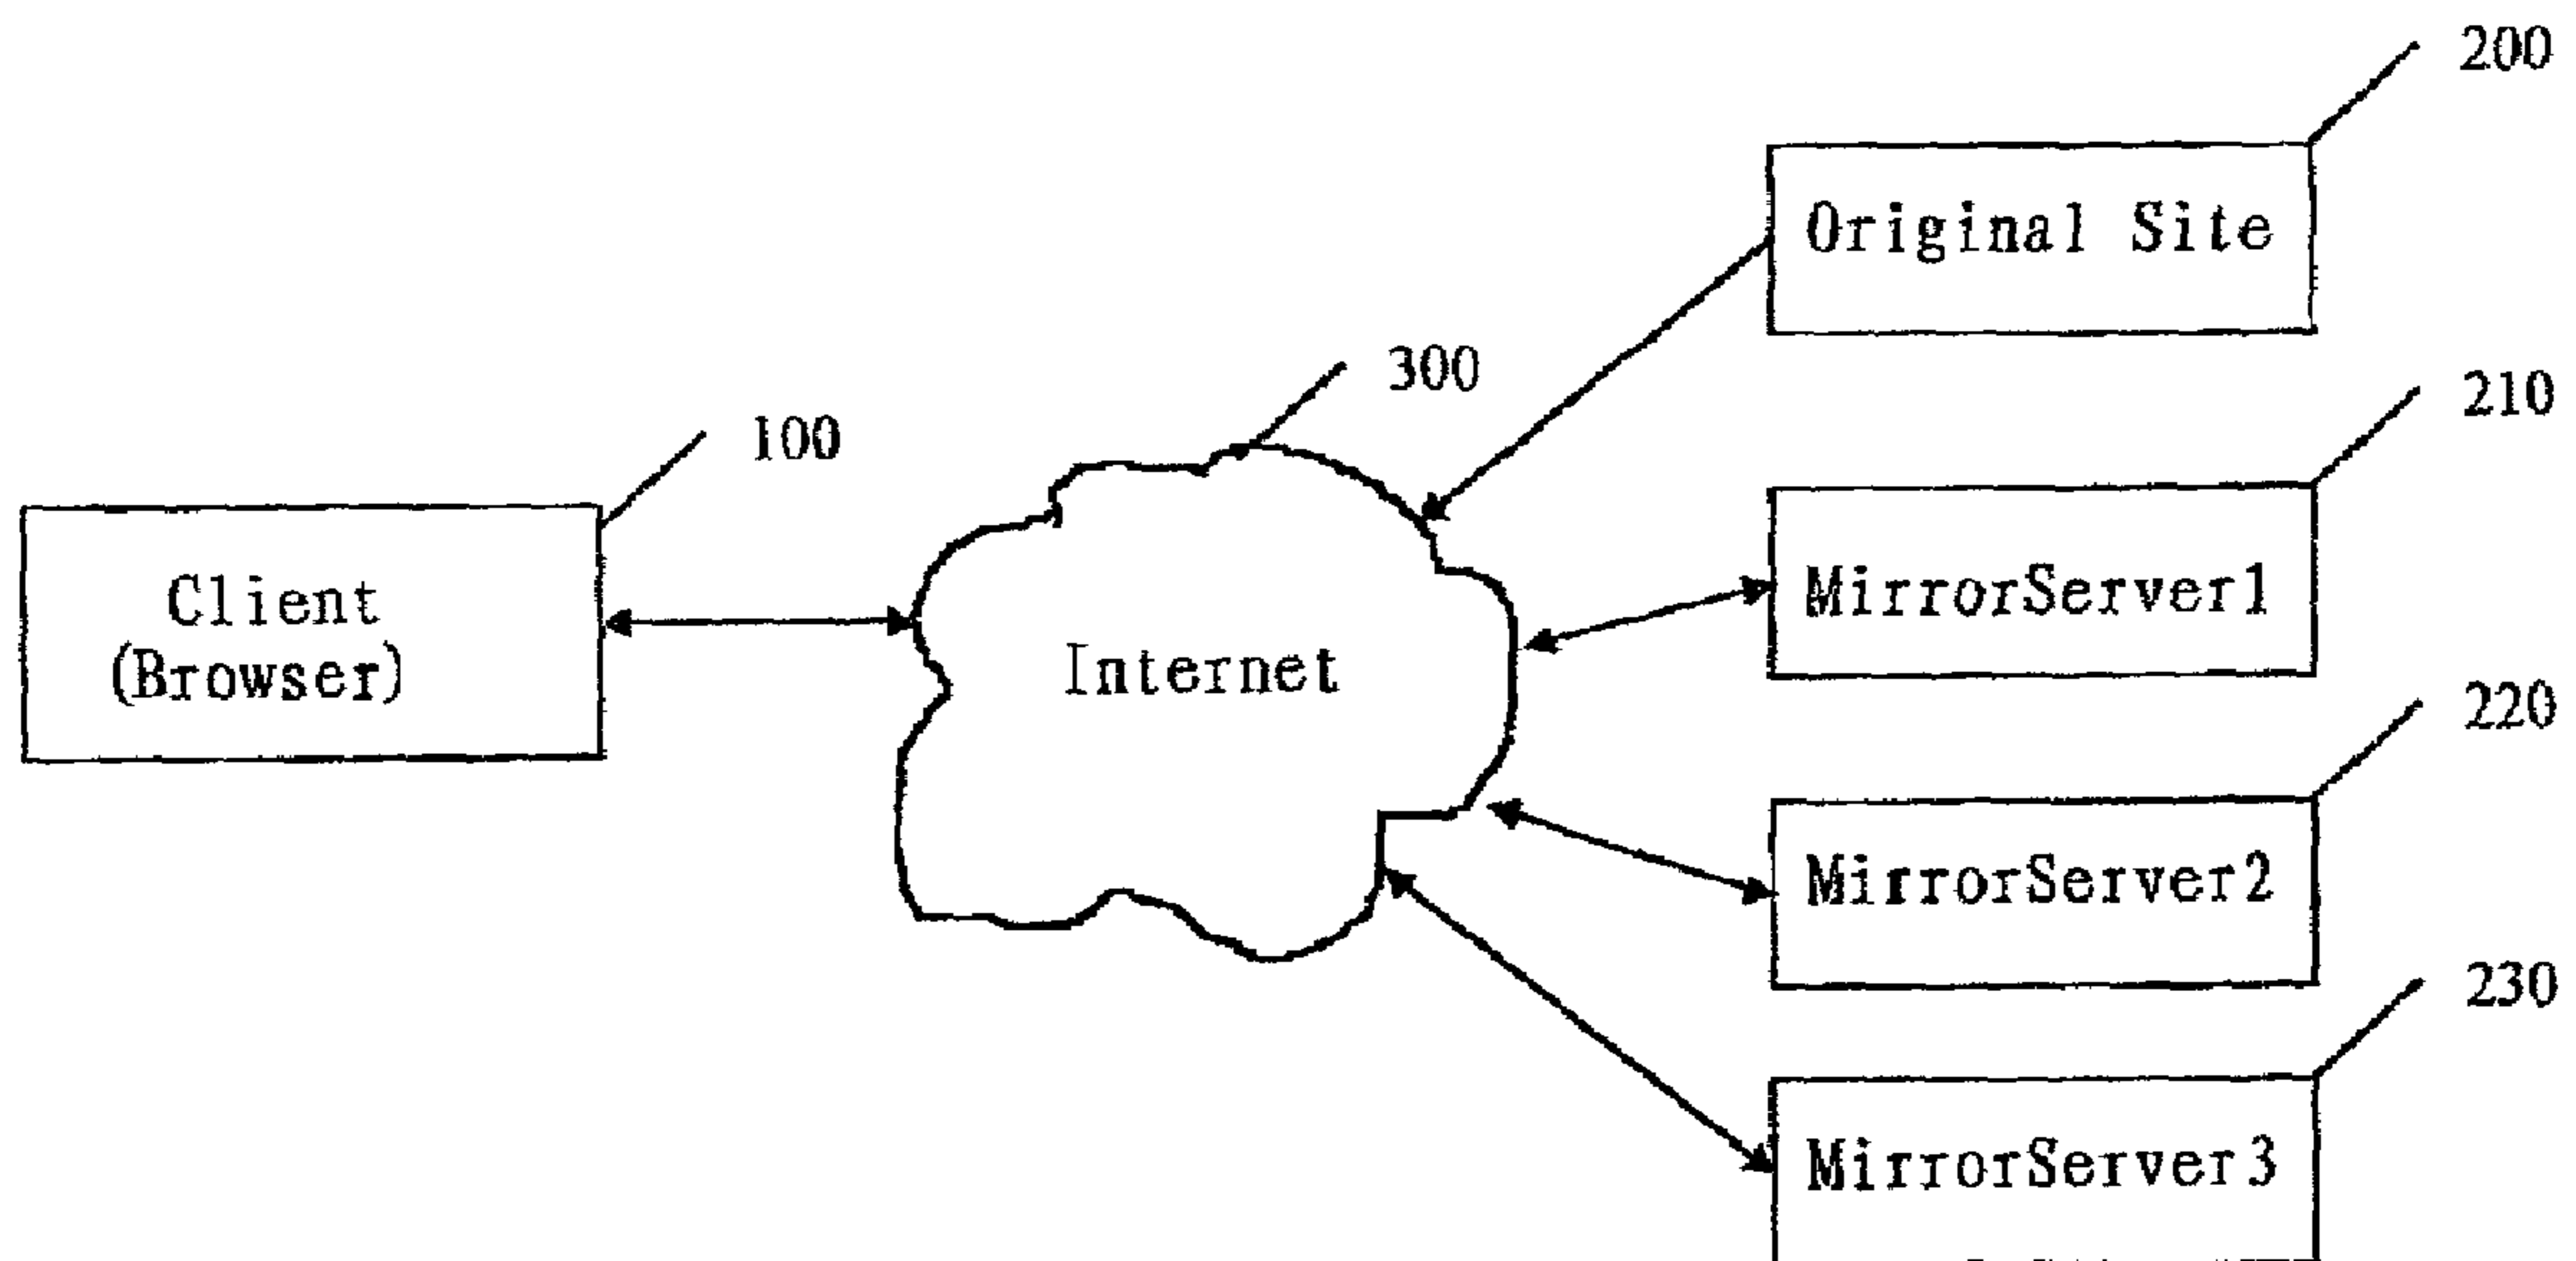 200
Original Site
300
210
100
MirrorServer1
Client
(Browser)
Internet
220
MirrorServer2
230
MirrorServer3